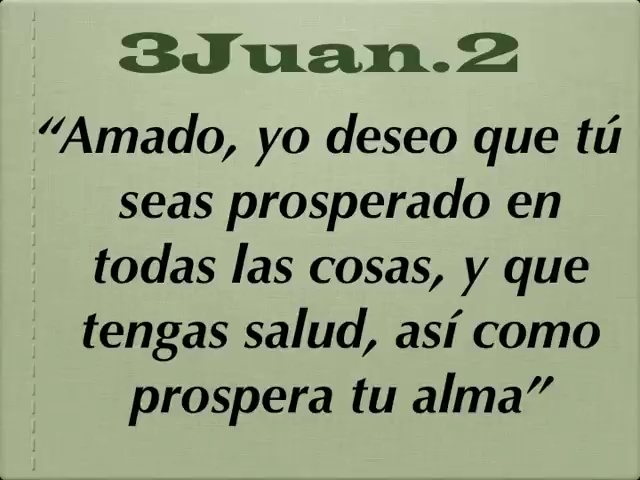 3Juan.2
“Amado, yo deseo que tú
seas prosperado en
todas las cosas, y que
tengas salud, así como
prospera tu alma”